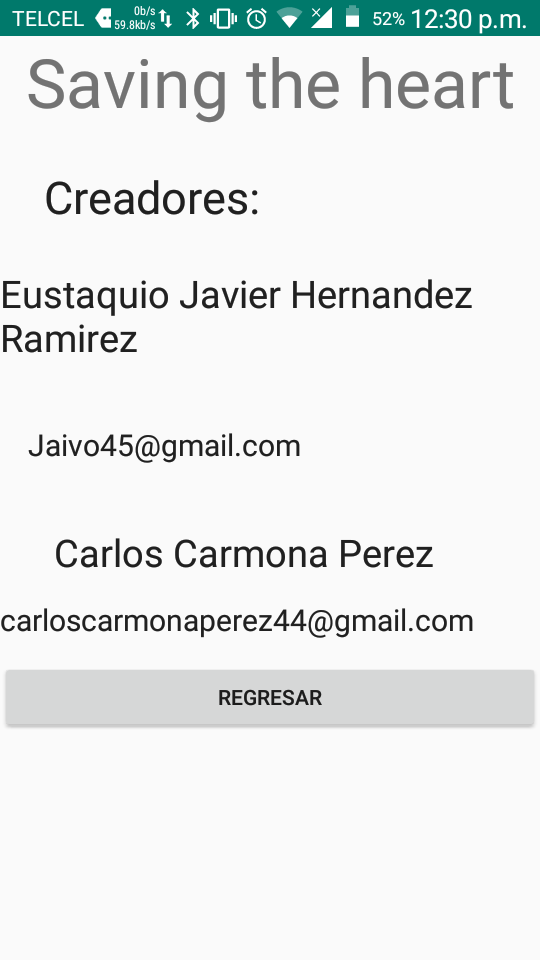 TELCEL 0b/s 59.8kb/s 52% 12:30 p.m.
Saving the heart
Creadores:
Eustaquio Javier Hernandez
Ramirez
Jaivo45@gmail.com
Carlos Carmona Perez
carloscarmonaperez44@gmail.com
REGRESAR